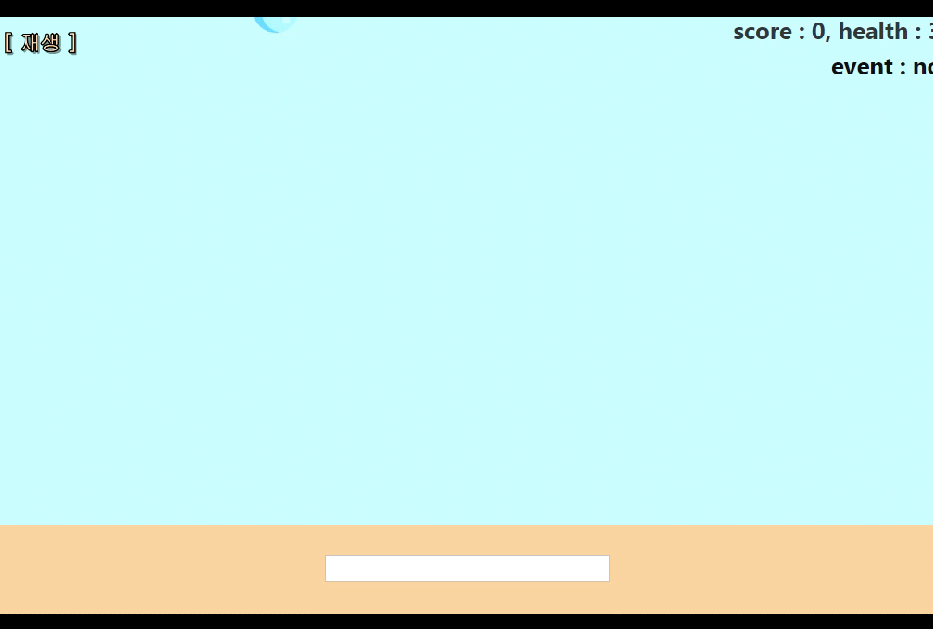 [ 재생 ]
score : 0, health :
event :